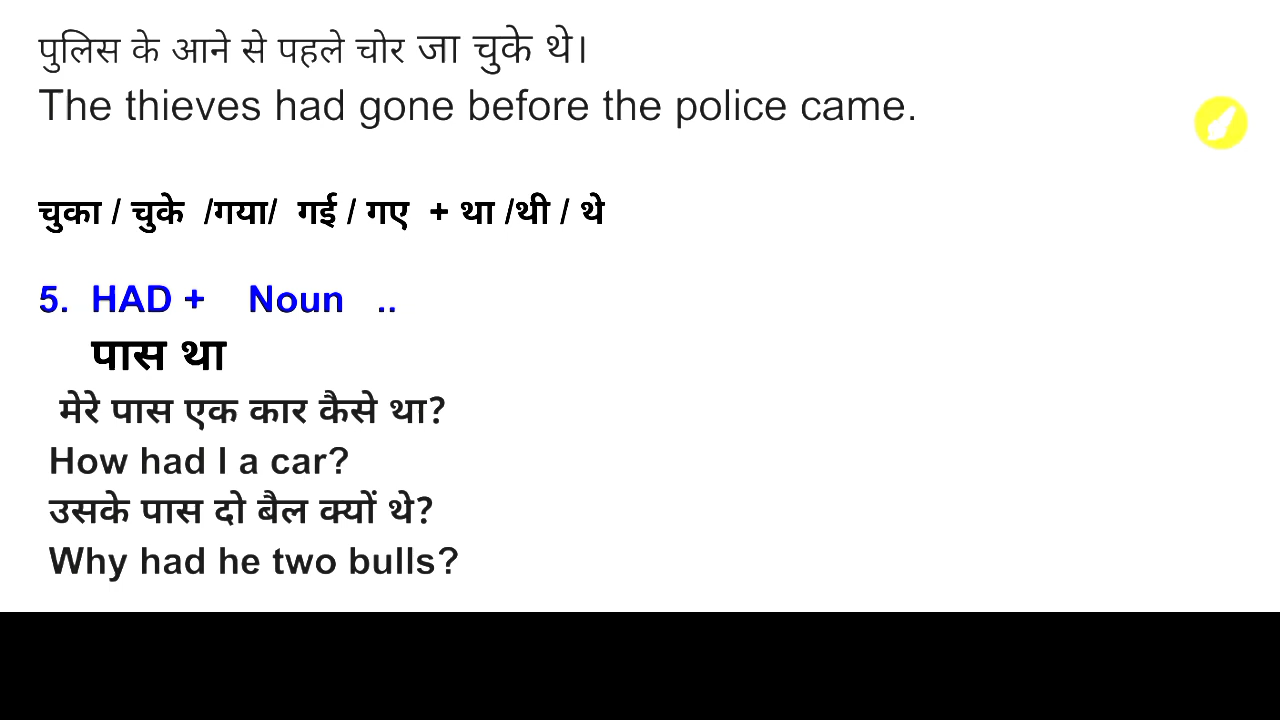 पुलिस के आने से पहले चोर जा चुके थे।
The thieves had gone before the police came.
चुका / चुके /गया/ गई / गए + था /थी / थे
5. HAD + Noun ..
पास था
मेरे पास एक कार कैसे था?
How had I a car?
उसके पास दो बैल क्यों थे?
Why had he two bulls?